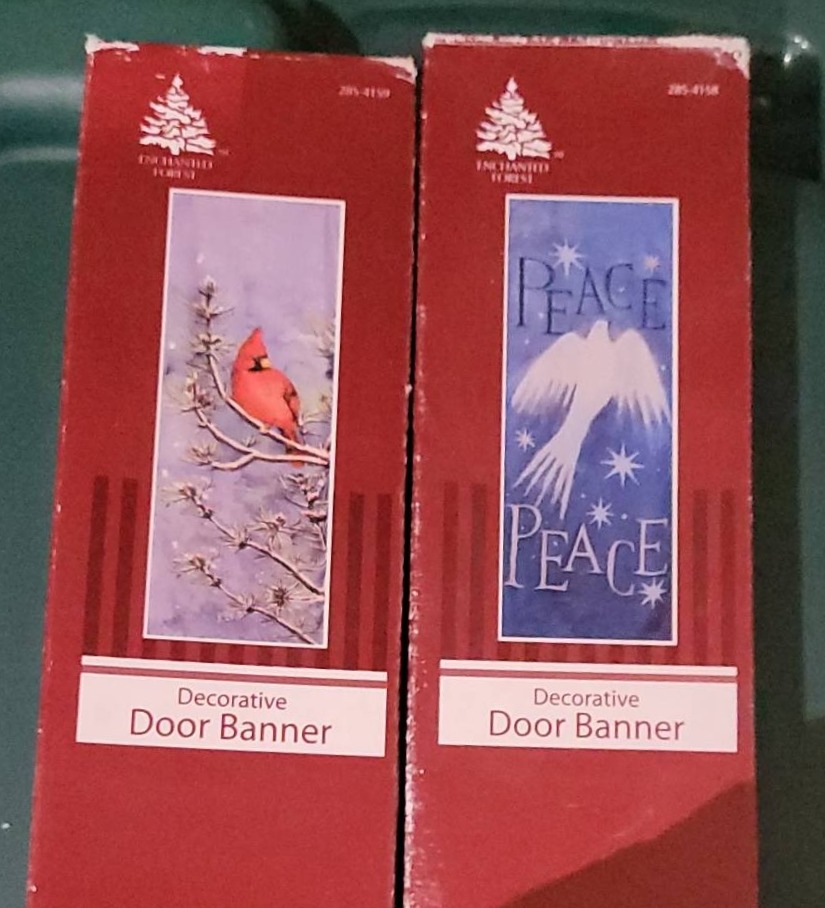 285-4159
ENCHANTED
FOREST
Decorative
Door Banner
285-4158
ENCHANTED
FOREST
PEACE
PEACE
Decorative
Door Banner